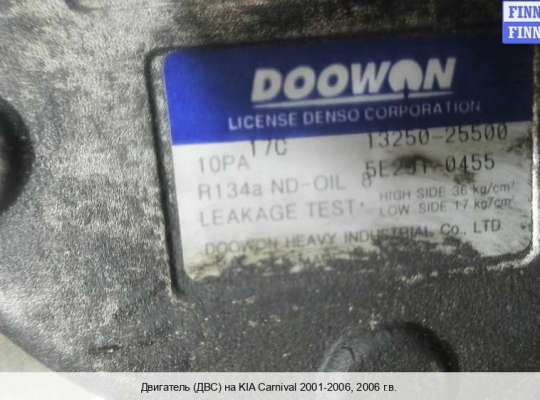 FINN
FINN
DOOWON
LICENSE DENSO CORPORATION
10PA 17C 13250-25500
R134a ND-OIL 8
LEAKAGE TEST: HIGH SIDE 36 kg/cm²
LOW SIDE 17 kg/cm²
DOOWON HEAVY INDUSTRIAL Co., LTD
Двигатель (ДВС) на KIA Carnival 2001-2006, 2006 г.в.